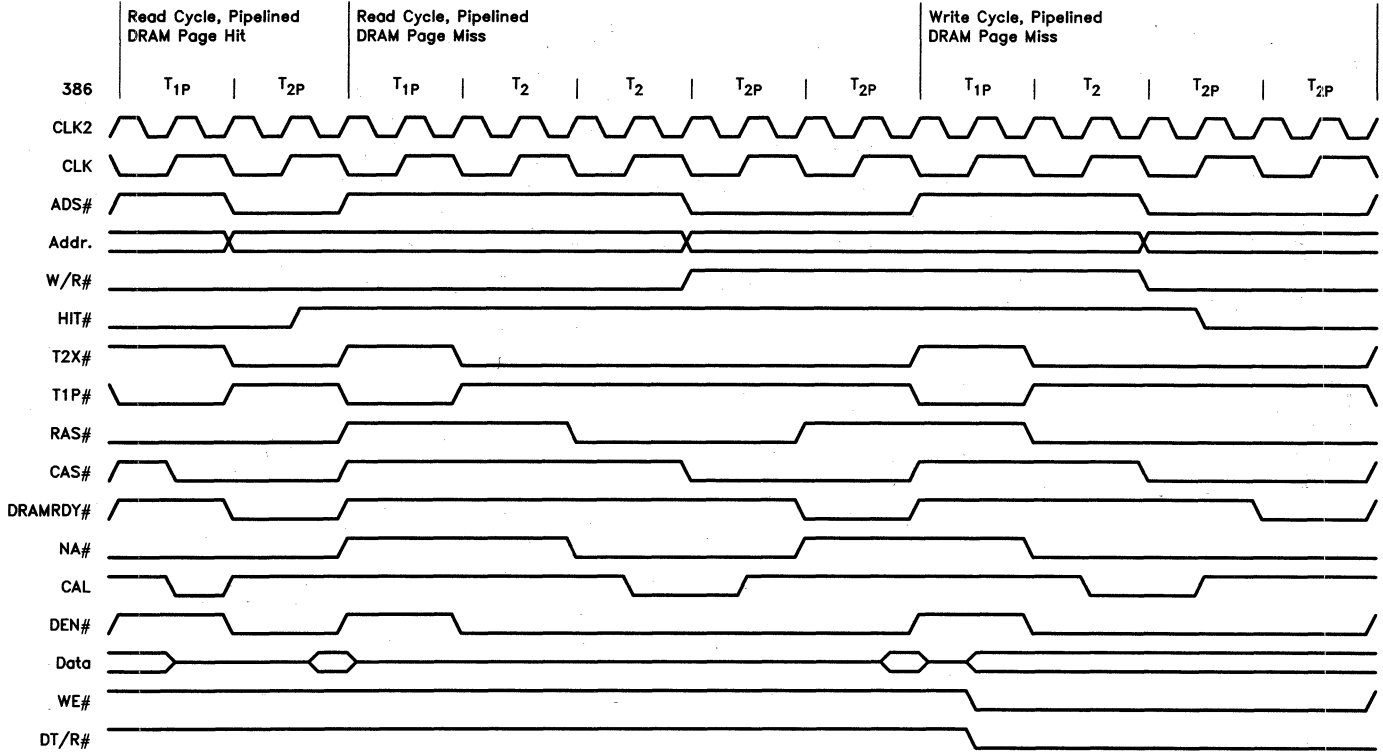 Read Cycle, Pipelined
DRAM Page Hit
Read Cycle, Pipelined
DRAM Page Miss
Write Cycle, Pipelined
DRAM Page Miss
386 T1P | T2P T1P | T2 | T2 | T2P | T2P T1P | T2 | T2P | T2P
CLK2
CLK
ADS#
Addr.
W/R#
HIT#
T2X#
T1P#
RAS#
CAS#
DRAMRDY#
NA#
CAL
DEN#
Data
WE#
DT/R#